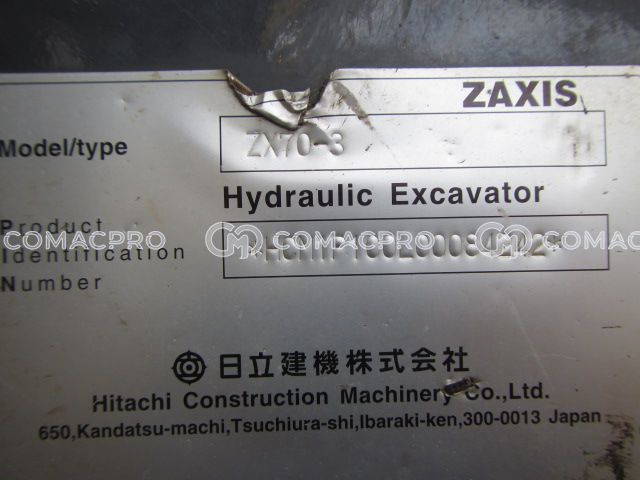 ZAXIS
Model/type ZX70-3
Hydraulic Excavator
Product
COMACPRO COMACPRO COMACPRO
Identification
Number
日立建機株式会社
Hitachi Construction Machinery Co.,Ltd.
650,Kandatsu-machi,Tsuchiura-shi,Ibaraki-ken,300-0013 Japan